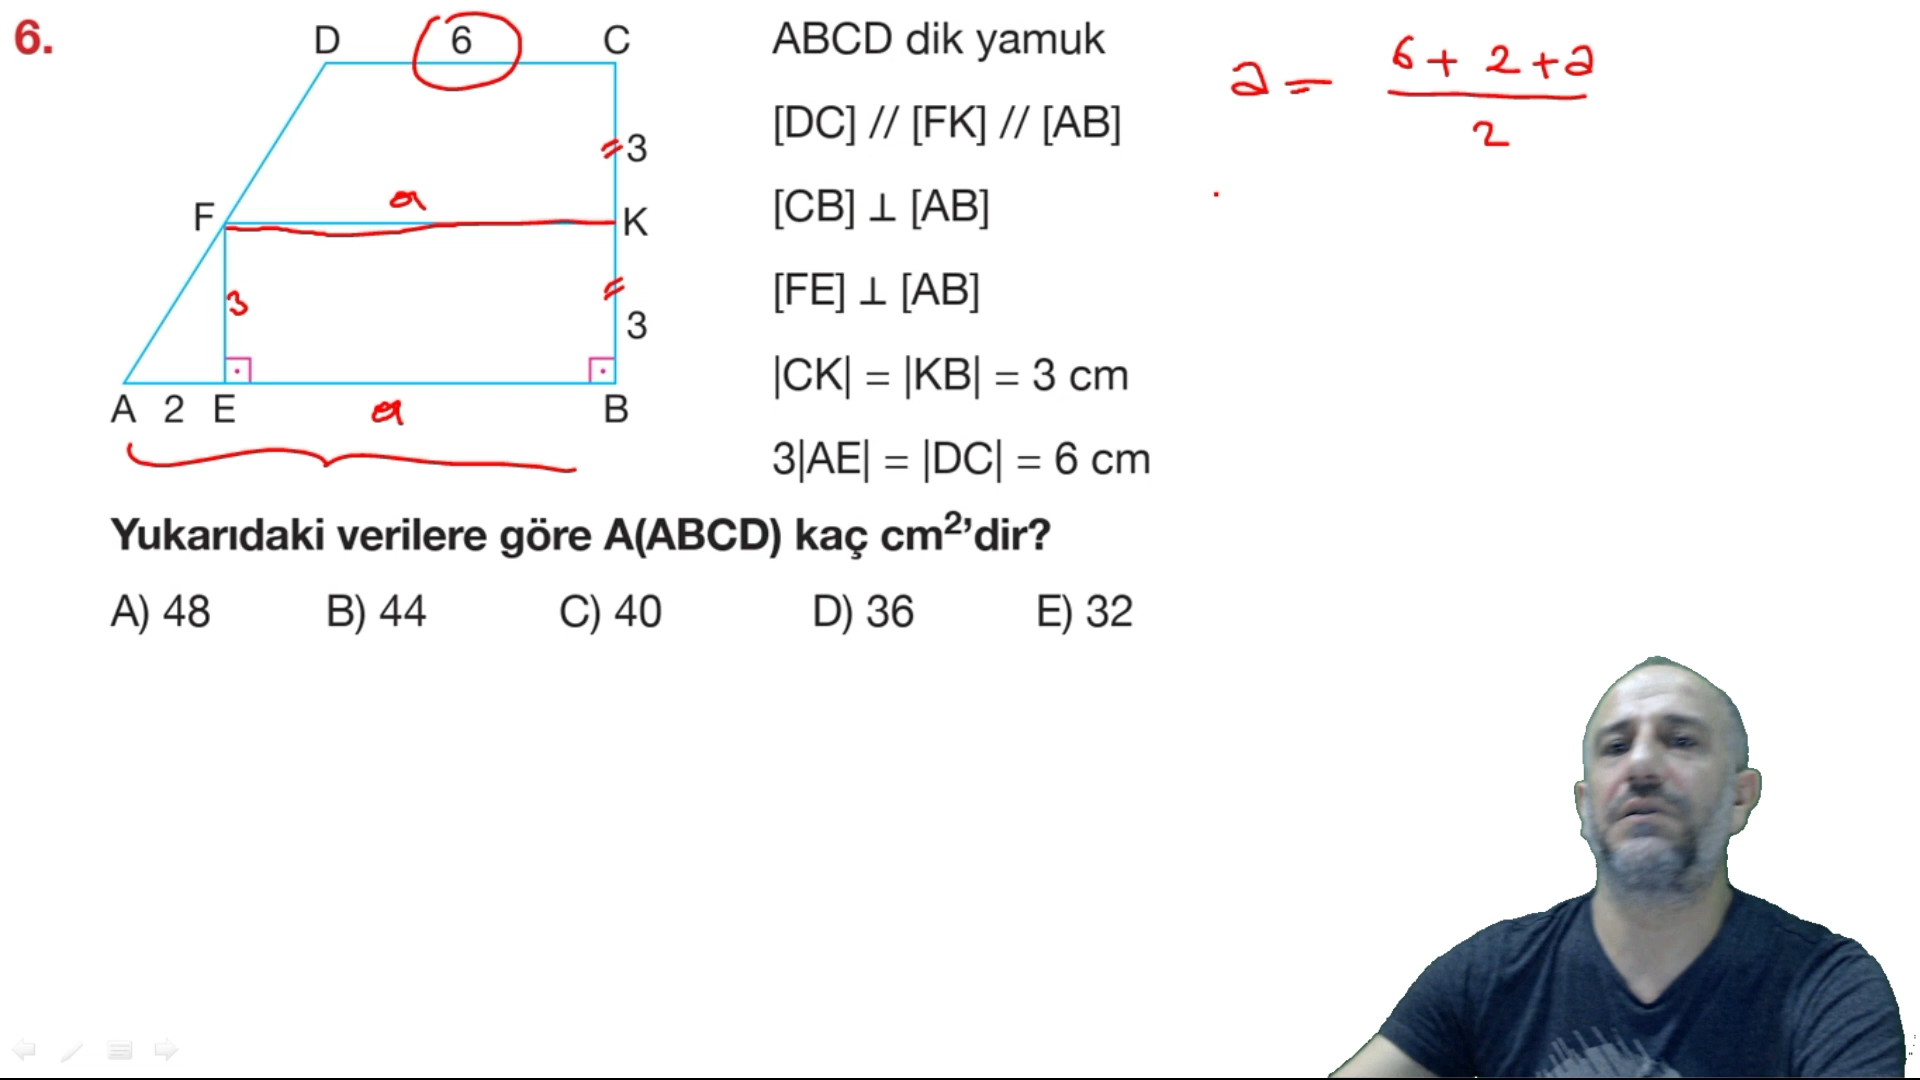 6.
D 6 C
3
a
F K
3
3
A 2 E a B
ABCD dik yamuk
[DC] // [FK] // [AB]
[CB] ⊥ [AB]
[FE] ⊥ [AB]
|CK| = |KB| = 3 cm
3|AE| = |DC| = 6 cm
a = 6 + 2 + a
2
Yukarıdaki verilere göre A(ABCD) kaç cm²’dir?
A) 48 B) 44 C) 40 D) 36 E) 32